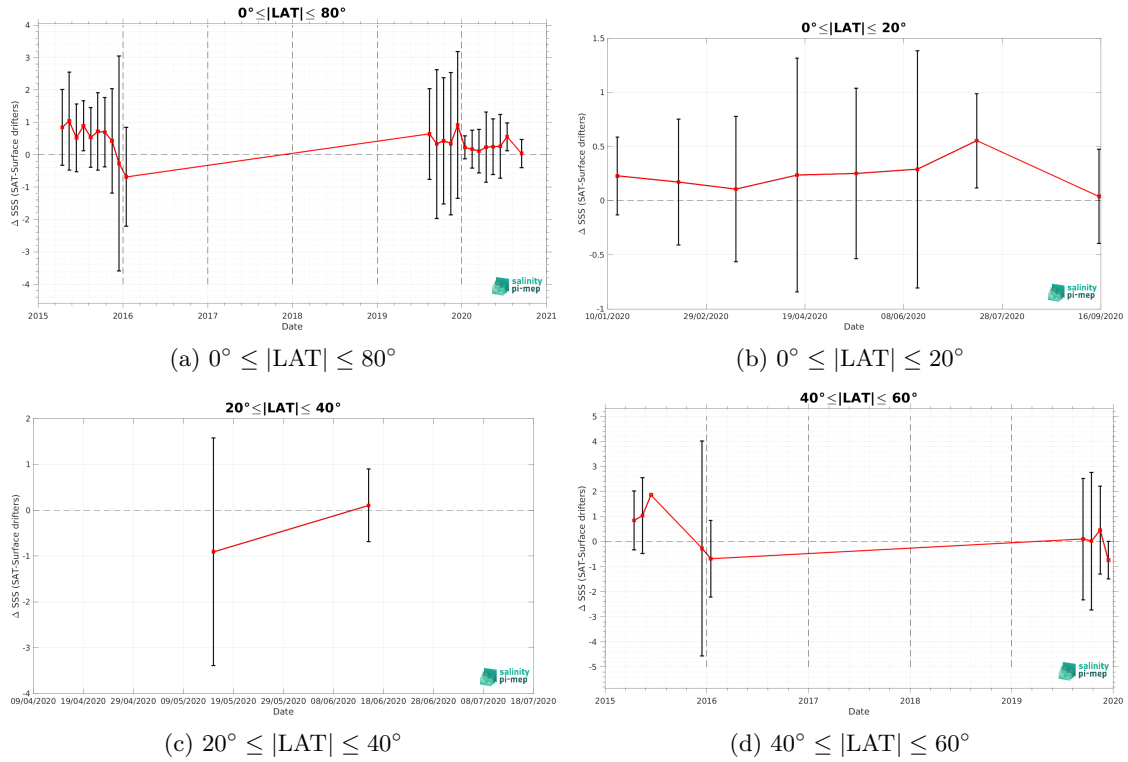 0°≤|LAT|≤ 80°
4
3
2
1
0
-1
-2
-3
-4
Δ SSS (SAT-Surface drifters)
2015 2016 2017 2018 2019 2020 2021
Date
salinity
pi-mep
(a) 0° ≤ |LAT| ≤ 80°
0°≤|LAT|≤ 20°
1.5
1
0.5
0
-0.5
-1
Δ SSS (SAT-Surface drifters)
10/01/2020 29/02/2020 19/04/2020 08/06/2020 28/07/2020 16/09/2020
Date
salinity
pi-mep
(b) 0° ≤ |LAT| ≤ 20°
20°≤|LAT|≤ 40°
2
1
0
-1
-2
-3
-4
Δ SSS (SAT-Surface drifters)
09/04/2020 19/04/2020 29/04/2020 09/05/2020 19/05/2020 29/05/2020 08/06/2020 18/06/2020 28/06/2020 08/07/2020 18/07/2020
Date
salinity
pi-mep
(c) 20° ≤ |LAT| ≤ 40°
40°≤|LAT|≤ 60°
5
4
3
2
1
0
-1
-2
-3
-4
-5
Δ SSS (SAT-Surface drifters)
2015 2016 2017 2018 2019 2020
Date
salinity
pi-mep
(d) 40° ≤ |LAT| ≤ 60°